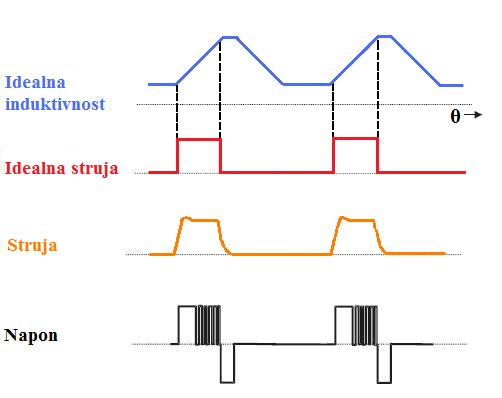 Idealna
induktivnost
θ
Idealna struja
Struja
Napon